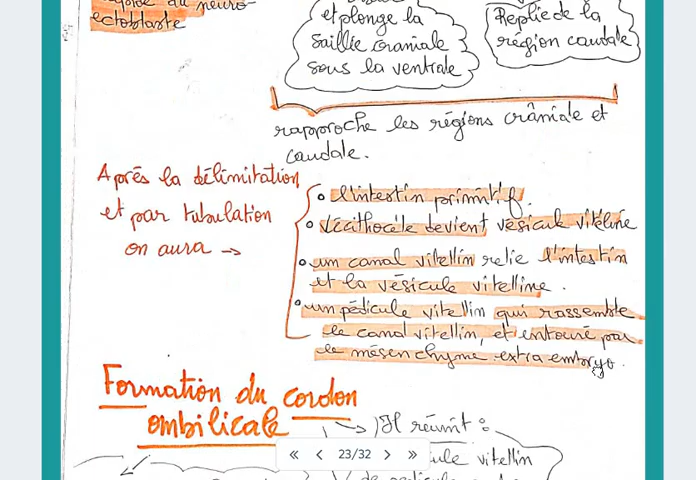 du neuro-
ectoblaste
et plonge la
saillie craniale
sous la ventrale
Replie de la
région caudale
rapproche les régions crâniale et
caudale.
Après la délimitation
et par tubulation
on aura →
l'intestin primitif.
Lécithocèle devient vésicule vitéline
un canal vitellin relie l'intestin
et la vésicule vitelline.
un pédicule vitellin qui rassemble
le canal vitellin, et entouré par
le mésenchyme extra embryo.
Formation du cordon
ombilicale
Il réunit :
« < 23/32 > »
vitellin